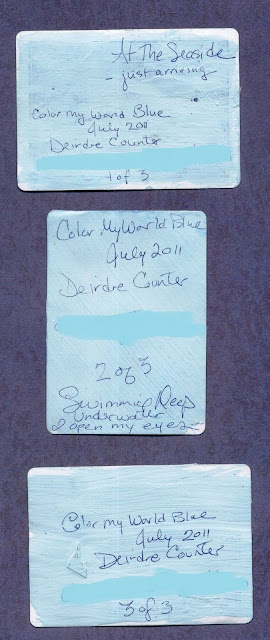 At The Seaside
- just arriving
Color my World Blue
July 2011
Deirdre Counter
1 of 3
Color My World Blue
July 2011
Deirdre Counter
2 of 3
Swimming Deep
Underwater
I open my eyes
Color my World Blue
July 2011
Deirdre Counter
3 of 3